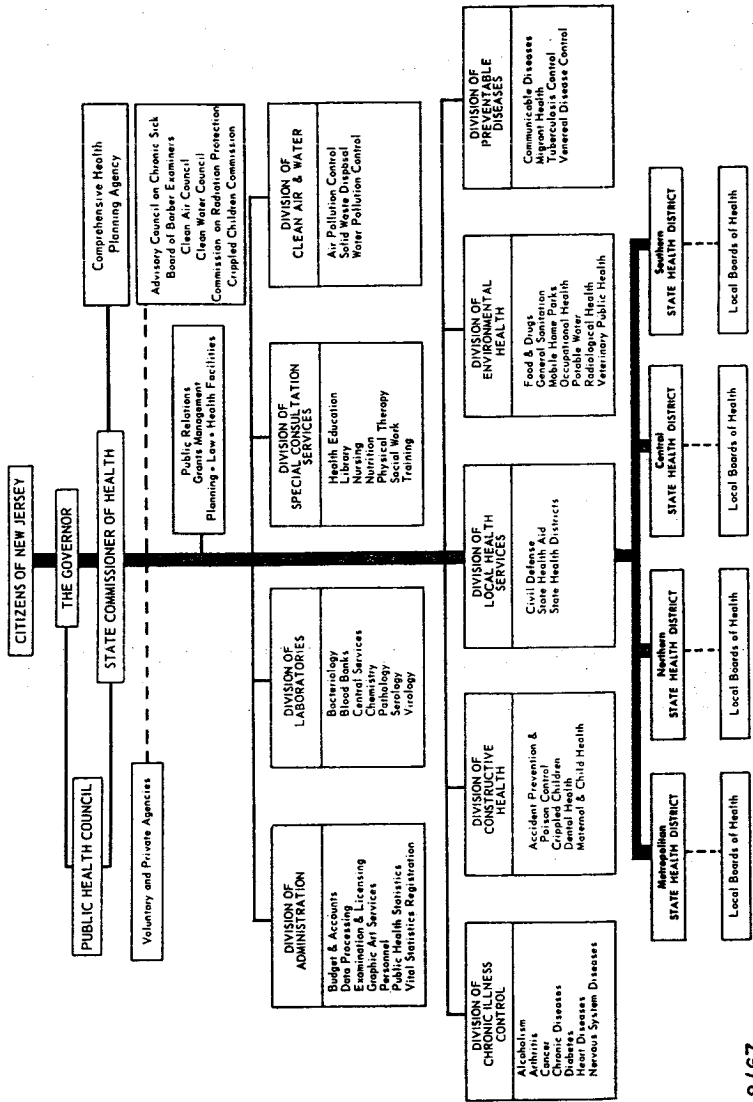 CITIZENS OF NEW JERSEY
THE GOVERNOR
PUBLIC HEALTH COUNCIL
STATE COMMISSIONER OF HEALTH
Comprehensive Health
Planning Agency
Voluntary and Private Agencies
Advisory Council on Chronic Sick
Board of Barber Examiners
Clean Air Council
Clean Water Council
Commission on Radiation Protection
Crippled Children Commission
Public Relations
Grants Management
Planning • Law • Health Facilities
DIVISION OF
ADMINISTRATION
Budget & Accounts
Data Processing
Examination & Licensing
Graphic Art Services
Personnel
Public Health Statistics
Vital Statistics Registration
DIVISION OF
LABORATORIES
Bacteriology
Blood Banks
Central Services
Chemistry
Pathology
Serology
Virology
DIVISION OF
SPECIAL CONSULTATION
SERVICES
Health Education
Library
Nursing
Nutrition
Physical Therapy
Social Work
Training
DIVISION OF
CLEAN AIR & WATER
Air Pollution Control
Solid Waste Disposal
Water Pollution Control
DIVISION OF
CHRONIC ILLNESS
CONTROL
Alcoholism
Arthritis
Cancer
Chronic Diseases
Diabetes
Heart Diseases
Nervous System Diseases
DIVISION OF
CONSTRUCTIVE
HEALTH
Accident Prevention &
Poison Control
Crippled Children
Dental Health
Maternal & Child Health
DIVISION OF
LOCAL HEALTH
SERVICES
Civil Defense
State Health Aid
State Health Districts
DIVISION OF
ENVIRONMENTAL
HEALTH
Food & Drugs
General Sanitation
Mobile Home Parks
Occupational Health
Potable Water
Radiological Health
Veterinary Public Health
DIVISION OF
PREVENTABLE
DISEASES
Communicable Diseases
Migrant Health
Tuberculosis Control
Venereal Disease Control
Metropolitan
STATE HEALTH DISTRICT
Northern
STATE HEALTH DISTRICT
Central
STATE HEALTH DISTRICT
Southern
STATE HEALTH DISTRICT
Local Boards of Health
Local Boards of Health
Local Boards of Health
Local Boards of Health